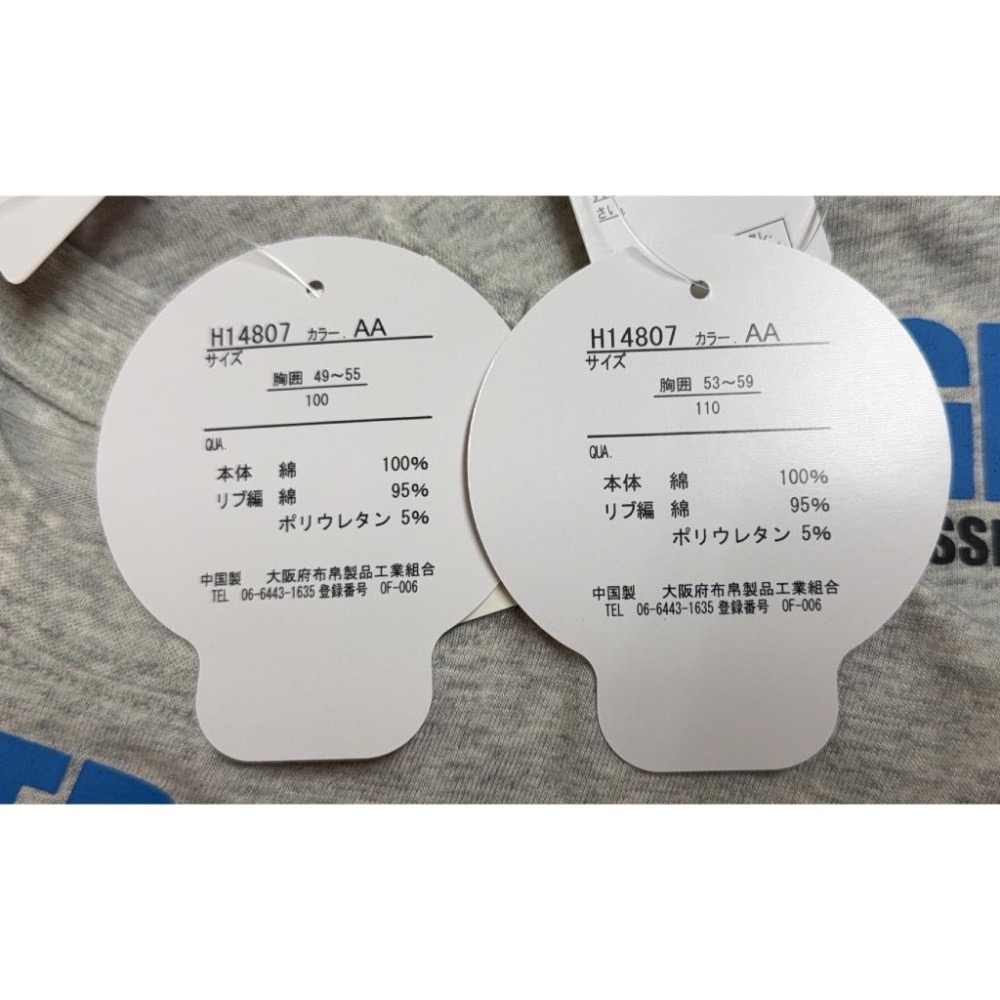 H14807 カラー. AA
サイズ
胸囲 49～55
100
QUA.
本体 綿 100%
リブ編 綿 95%
ポリウレタン 5%
中国製 大阪府布帛製品工業組合
TEL 06-6443-1635 登録番号 OF-006
さい
H14807 カラー. AA
サイズ
胸囲 53～59
110
QUA.
本体 綿 100%
リブ編 綿 95%
ポリウレタン 5%
中国製 大阪府布帛製品工業組合
TEL 06-6443-1635 登録番号 OF-006